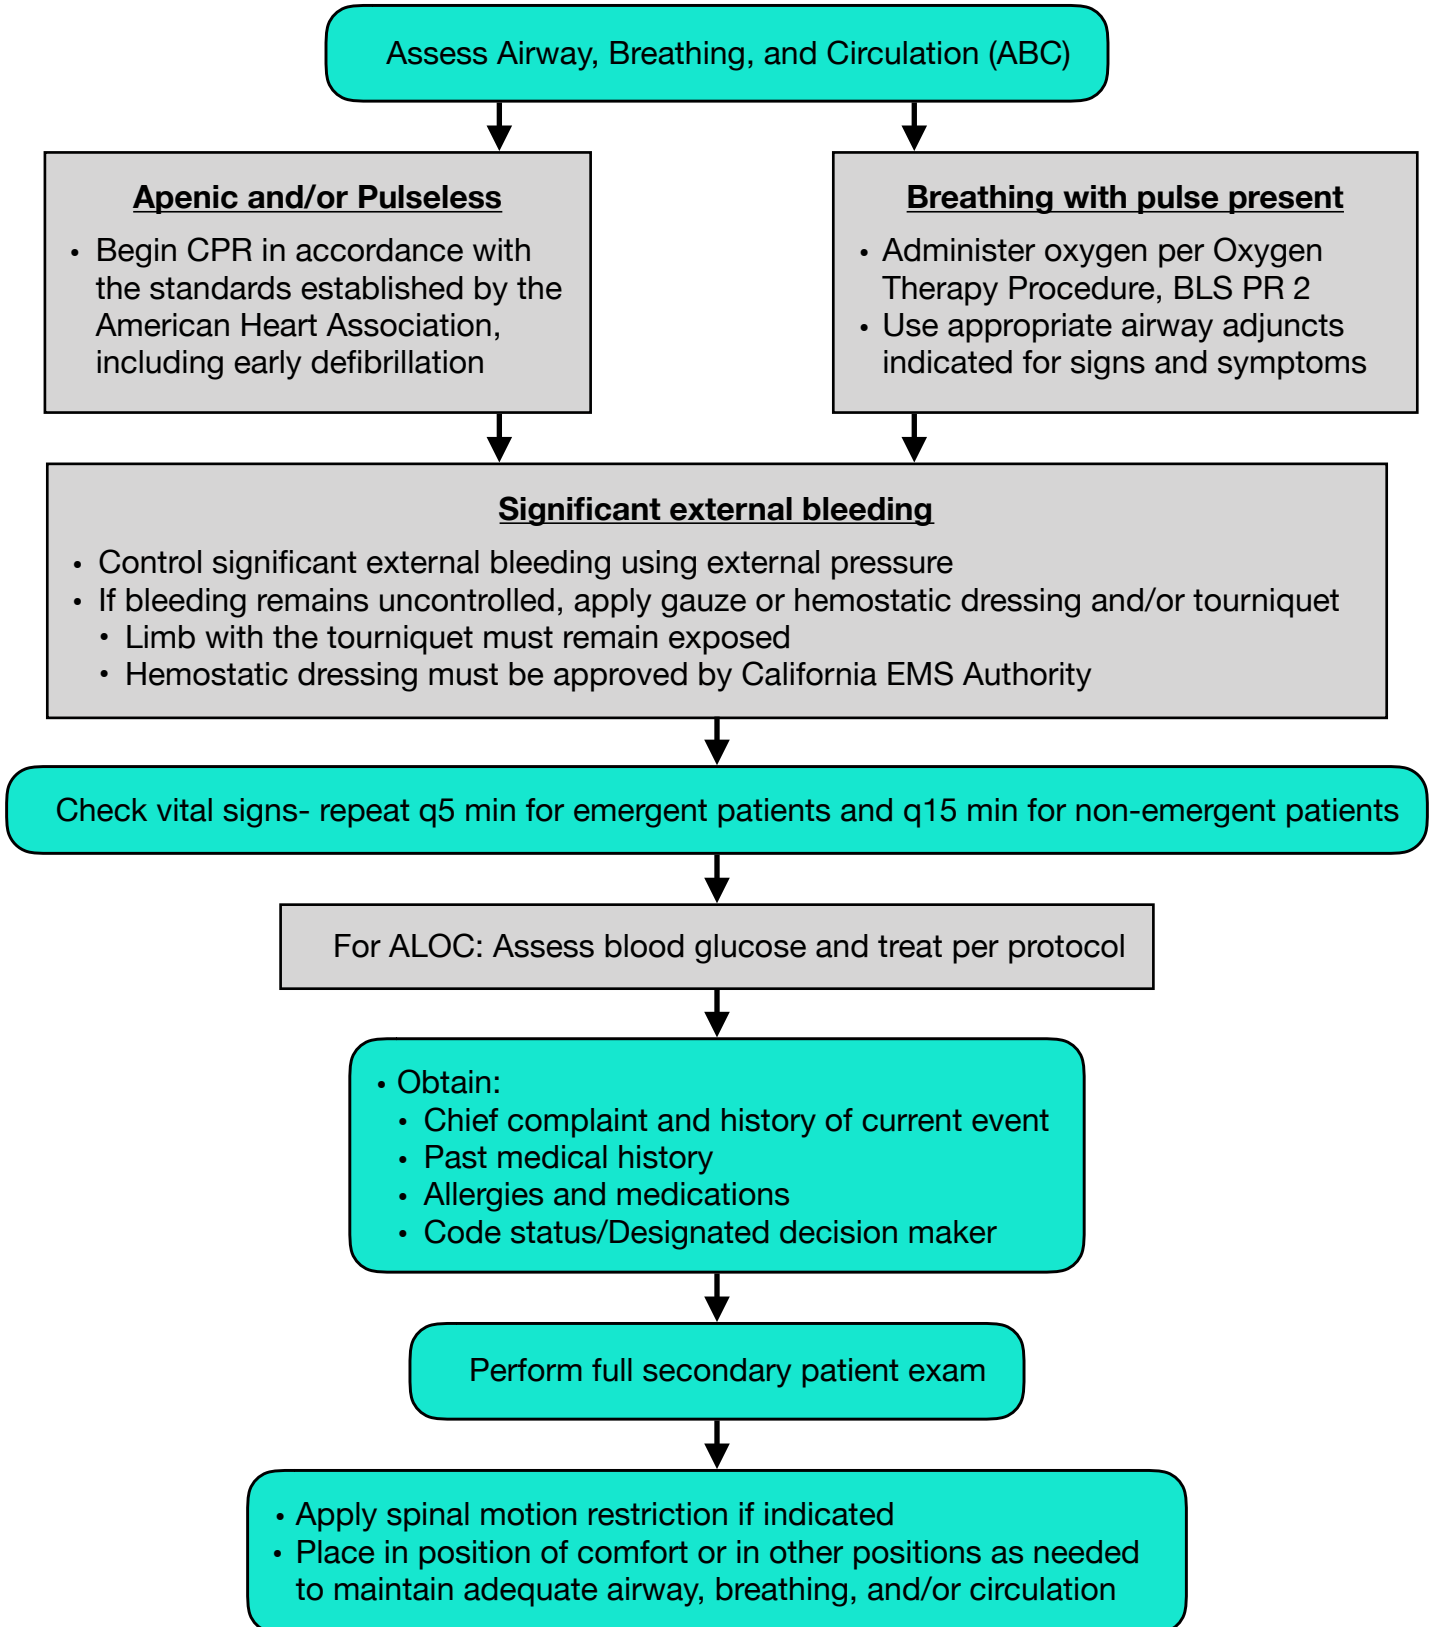 Assess Airway, Breathing, and Circulation (ABC)
Apenic and/or Pulseless
• Begin CPR in accordance with
the standards established by the
American Heart Association,
including early defibrillation
Breathing with pulse present
• Administer oxygen per Oxygen
Therapy Procedure, BLS PR 2
• Use appropriate airway adjuncts
indicated for signs and symptoms
Significant external bleeding
• Control significant external bleeding using external pressure
• If bleeding remains uncontrolled, apply gauze or hemostatic dressing and/or tourniquet
• Limb with the tourniquet must remain exposed
• Hemostatic dressing must be approved by California EMS Authority
Check vital signs- repeat q5 min for emergent patients and q15 min for non-emergent patients
For ALOC: Assess blood glucose and treat per protocol
• Obtain:
• Chief complaint and history of current event
• Past medical history
• Allergies and medications
• Code status/Designated decision maker
Perform full secondary patient exam
• Apply spinal motion restriction if indicated
• Place in position of comfort or in other positions as needed
to maintain adequate airway, breathing, and/or circulation